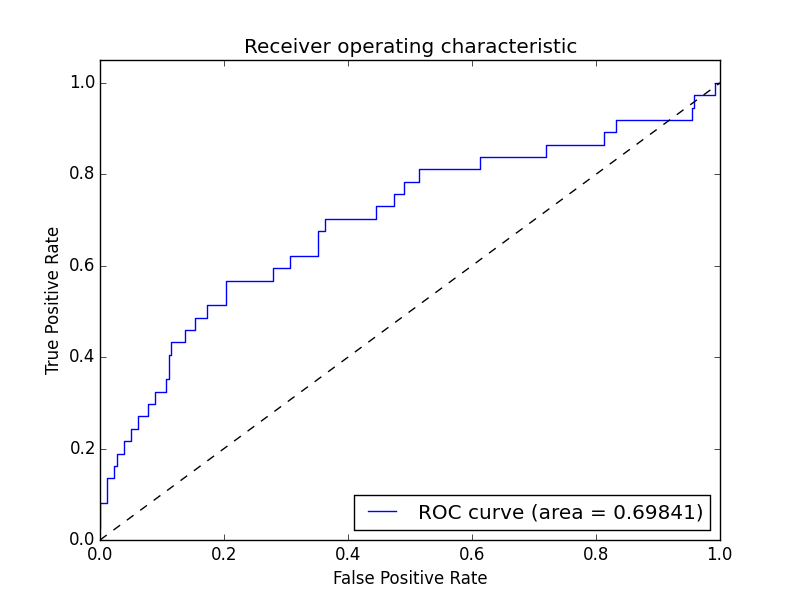 Receiver operating characteristic
1.0
0.8
0.6
0.4
0.2
0.0
True Positive Rate
ROC curve (area = 0.69841)
0.0 0.2 0.4 0.6 0.8 1.0
False Positive Rate